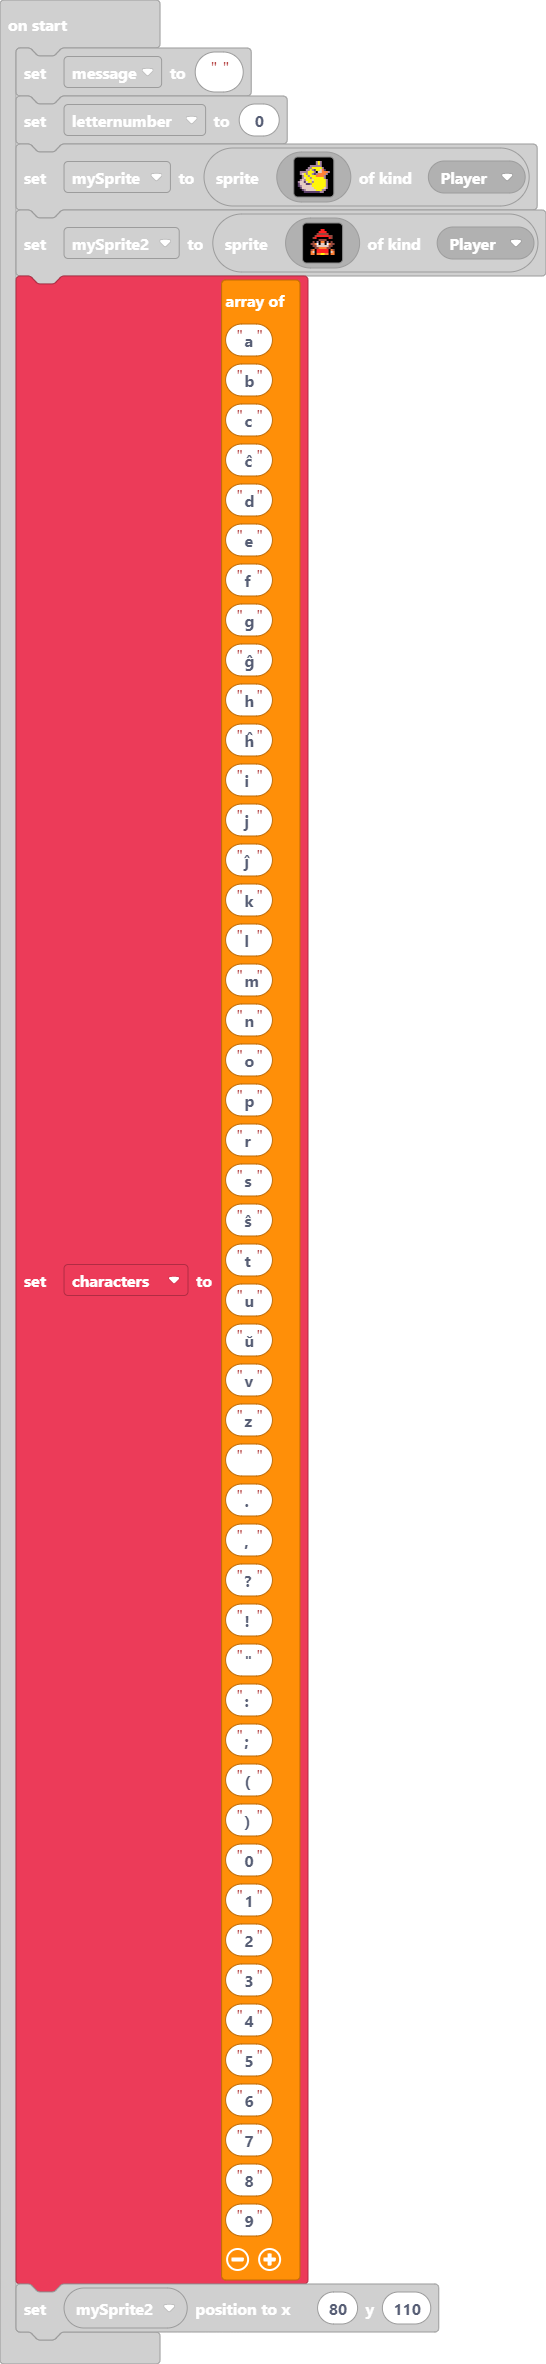 on start
set message to " "
set letternumber to 0
set mySprite to sprite of kind Player
set mySprite2 to sprite of kind Player
array of
"a"
"b"
"c"
"ĉ"
"d"
"e"
"f"
"g"
"ĝ"
"h"
"ĥ"
"i"
"j"
"ĵ"
"k"
"l"
"m"
"n"
"o"
"p"
"r"
"s"
"ŝ"
"t"
set characters to
"u"
"ŭ"
"v"
"z"
" "
"."
","
"?"
"!"
"""
":"
";"
"("
")"
"0"
"1"
"2"
"3"
"4"
"5"
"6"
"7"
"8"
"9"
set mySprite2 position to x 80 y 110